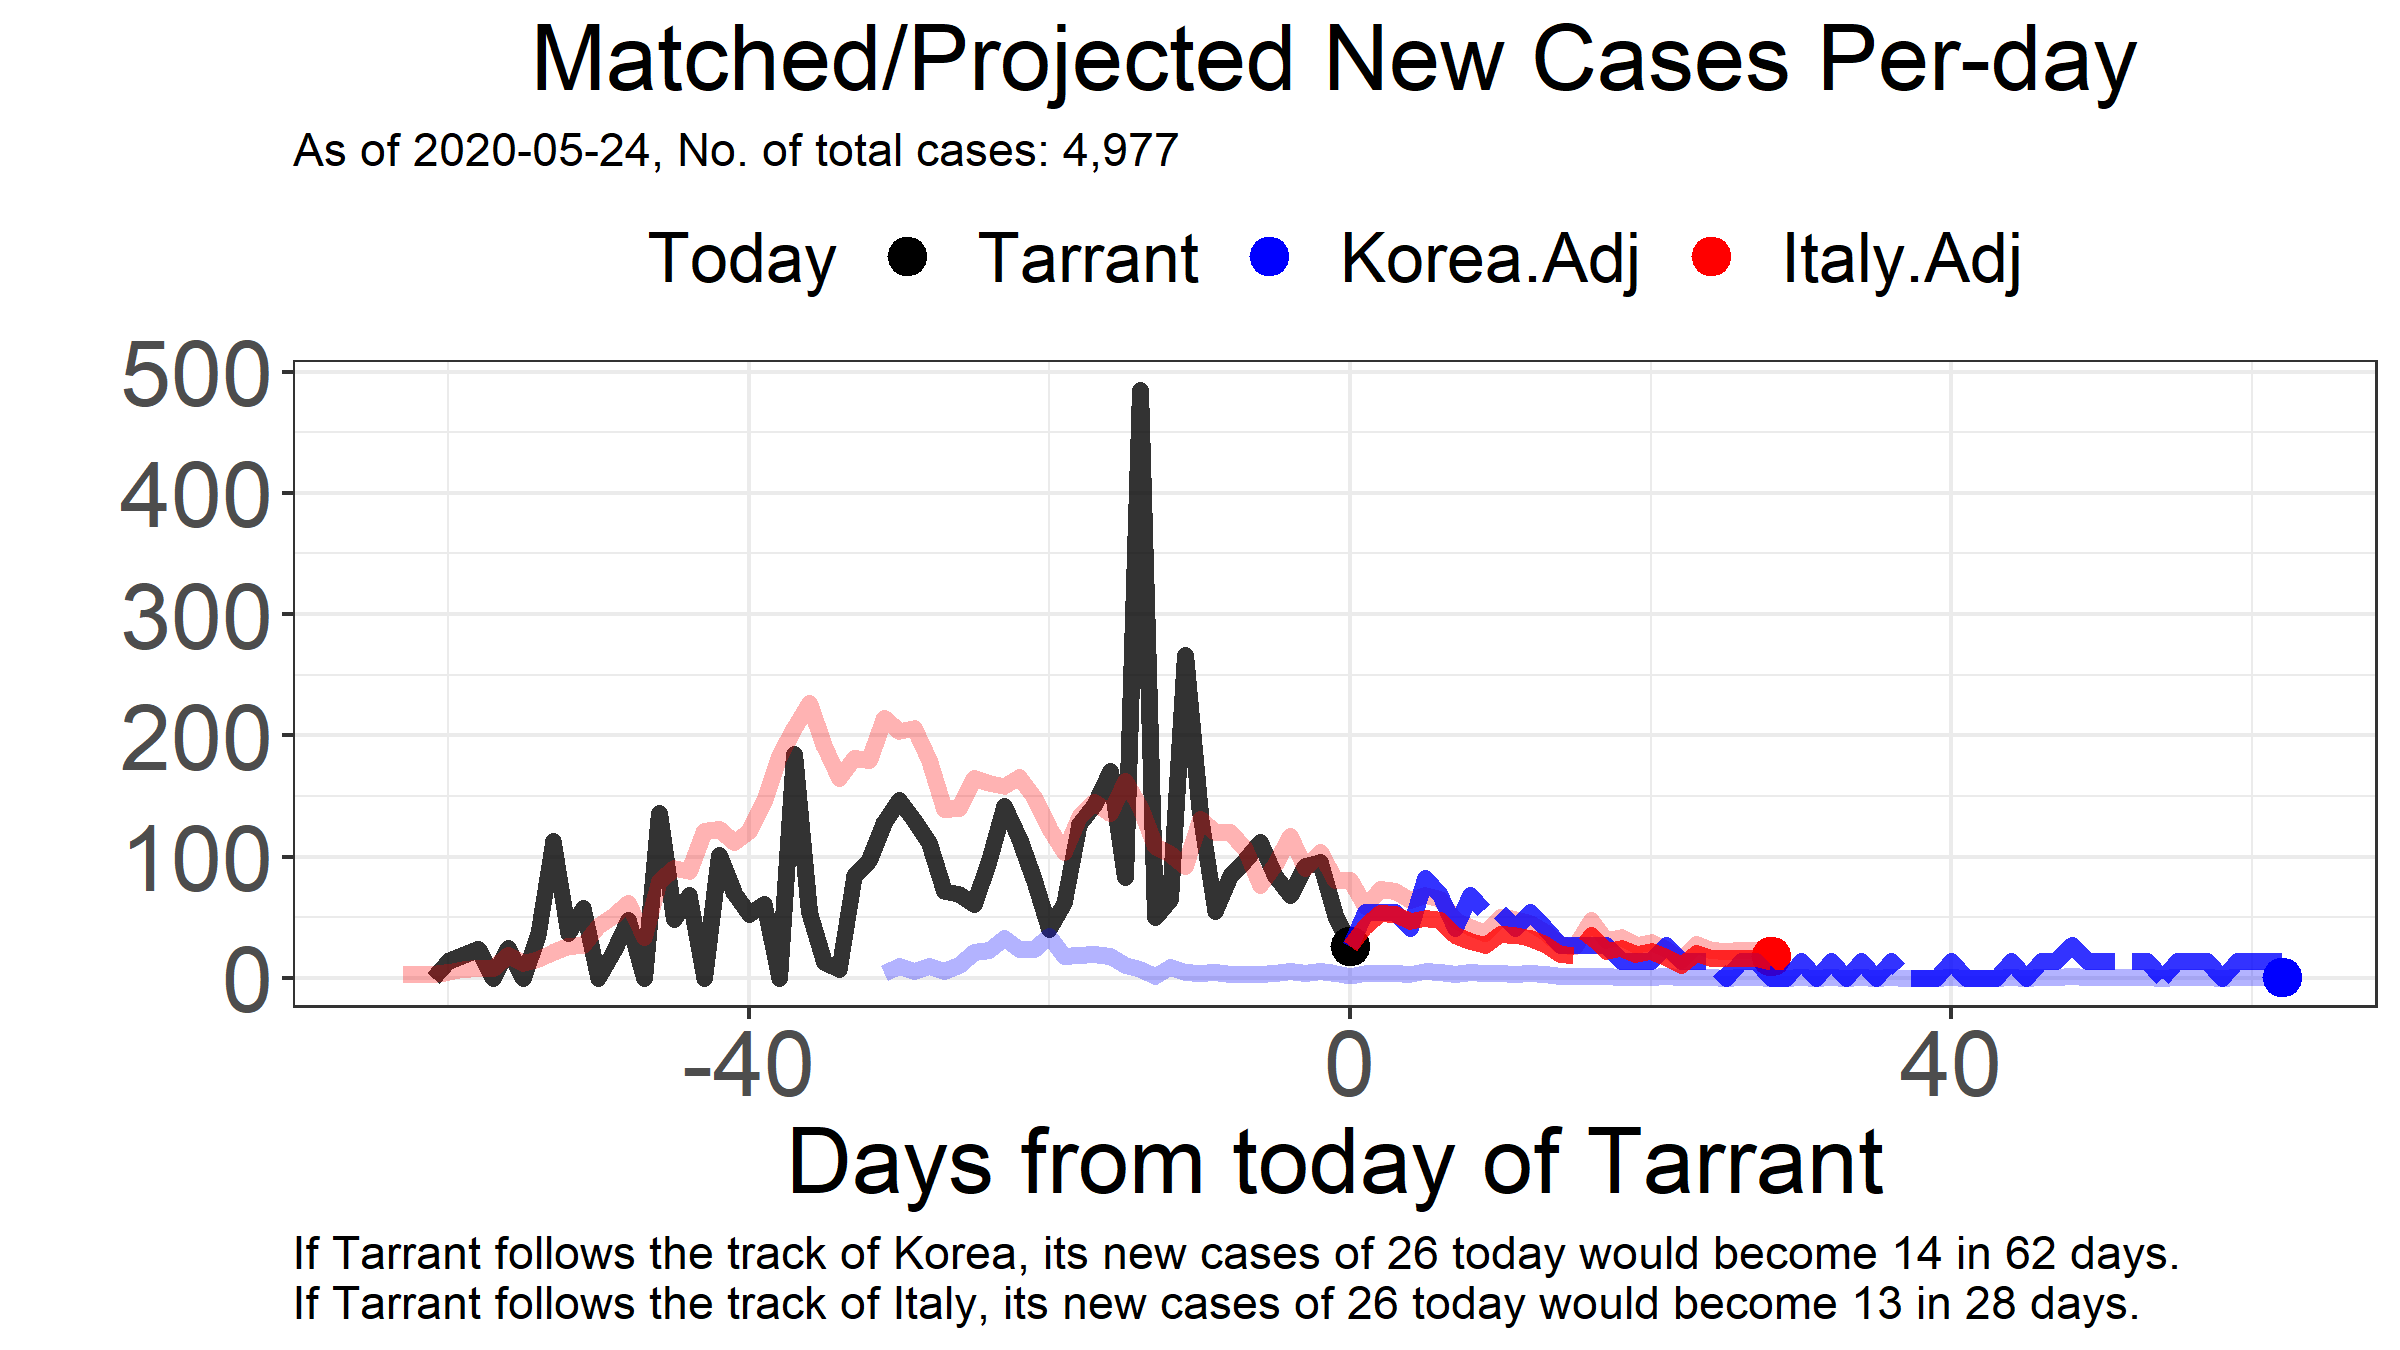 Matched/Projected New Cases Per-day
As of 2020-05-24, No. of total cases: 4,977
Today Tarrant Korea.Adj Italy.Adj
500
400
300
200
100
0
-40 0 40
Days from today of Tarrant
If Tarrant follows the track of Korea, its new cases of 26 today would become 14 in 62 days.
If Tarrant follows the track of Italy, its new cases of 26 today would become 13 in 28 days.